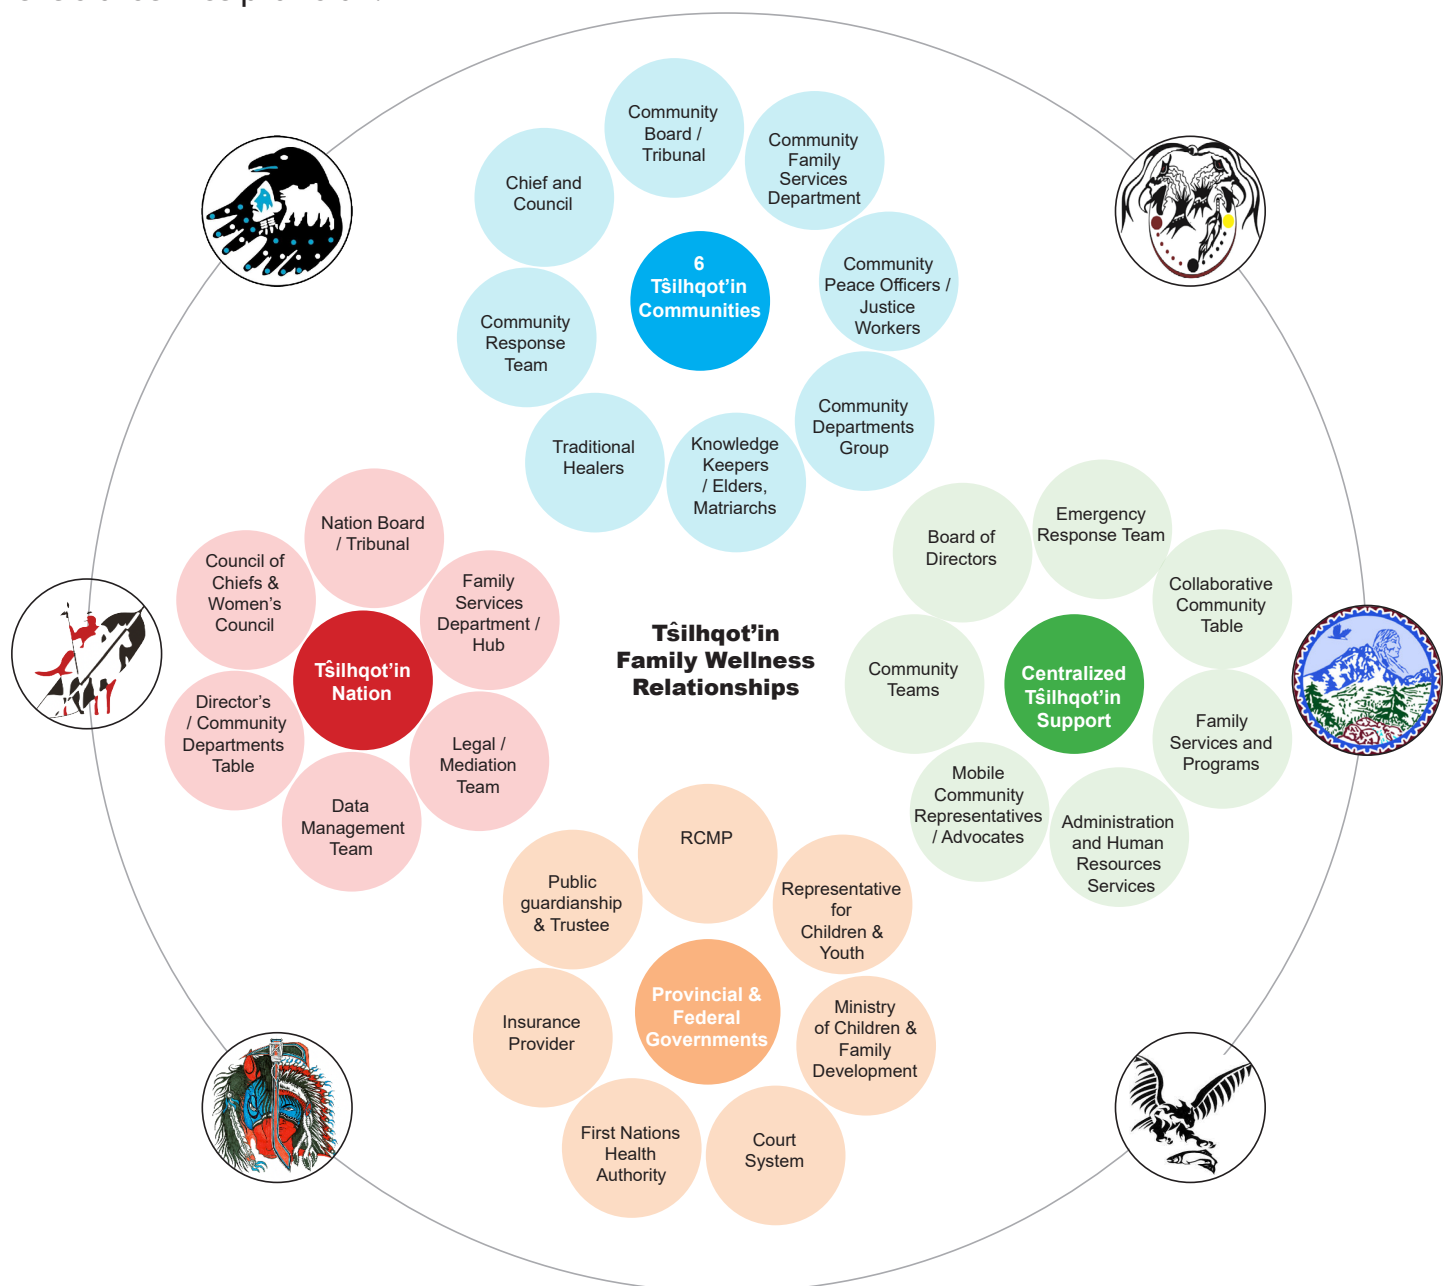 Community
Board /
Tribunal
Community
Family
Services
Department
Chief and
Council
6
Tŝilhqot’in
Communities
Community
Peace Officers /
Justice
Workers
Community
Response
Team
Community
Departments
Group
Traditional
Healers
Knowledge
Keepers
/ Elders,
Matriarchs
Nation Board
/ Tribunal
Council of
Chiefs &
Women’s
Council
Family
Services
Department /
Hub
Tŝilhqot’in
Nation
Director’s
/ Community
Departments
Table
Legal /
Mediation
Team
Data
Management
Team
Tŝilhqot’in
Family Wellness
Relationships
Board of
Directors
Emergency
Response Team
Collaborative
Community
Table
Community
Teams
Centralized
Tŝilhqot’in
Support
Family
Services and
Programs
Mobile
Community
Representatives
/ Advocates
Administration
and Human
Resources
Services
RCMP
Public
guardianship
& Trustee
Representative
for
Children &
Youth
Provincial &
Federal
Governments
Insurance
Provider
Ministry
of Children &
Family
Development
First Nations
Health
Authority
Court
System